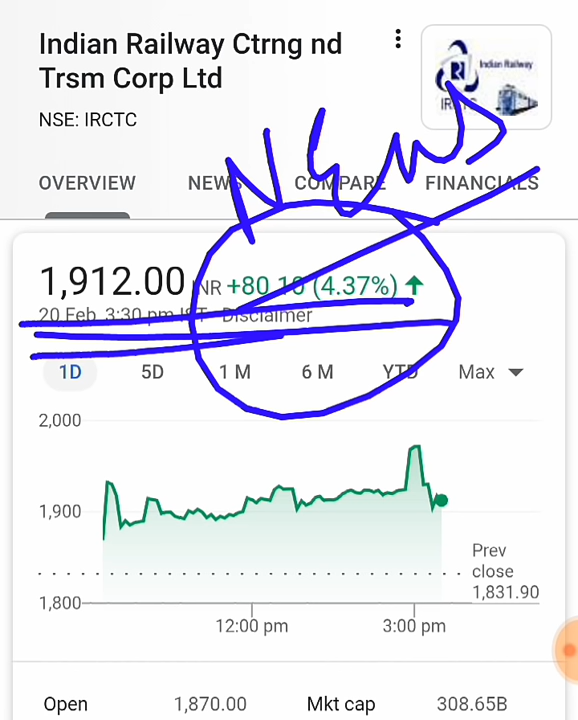 Indian Railway Ctrng nd
Trsm Corp Ltd
Indian Railway
IRCTC
NSE: IRCTC
News
OVERVIEW NEWS COMPARE FINANCIALS
1,912.00 INR +80.10 (4.37%) ↑
20 Feb, 3:30 pm IST · Disclaimer
1D 5D 1 M 6 M YTD Max
2,000
1,900
Prev
close
1,831.90
1,800
12:00 pm 3:00 pm
Open 1,870.00 Mkt cap 308.65B